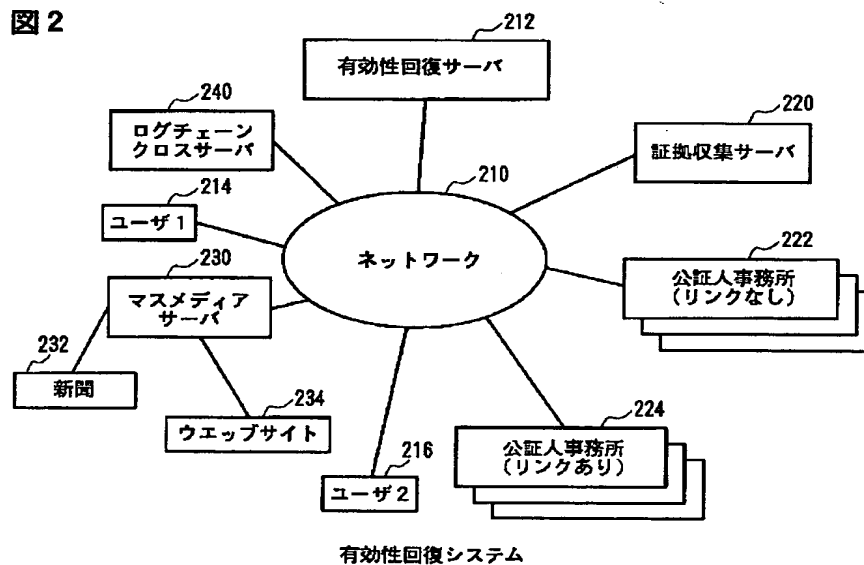 図2
212
有効性回復サーバ
240
ログチェーン
クロスサーバ
220
証拠収集サーバ
210
ネットワーク
214
ユーザ1
222
公証人事務所
(リンクなし)
230
マスメディア
サーバ
232
新聞
234
ウエッブサイト
224
公証人事務所
(リンクあり)
216
ユーザ2
有効性回復システム